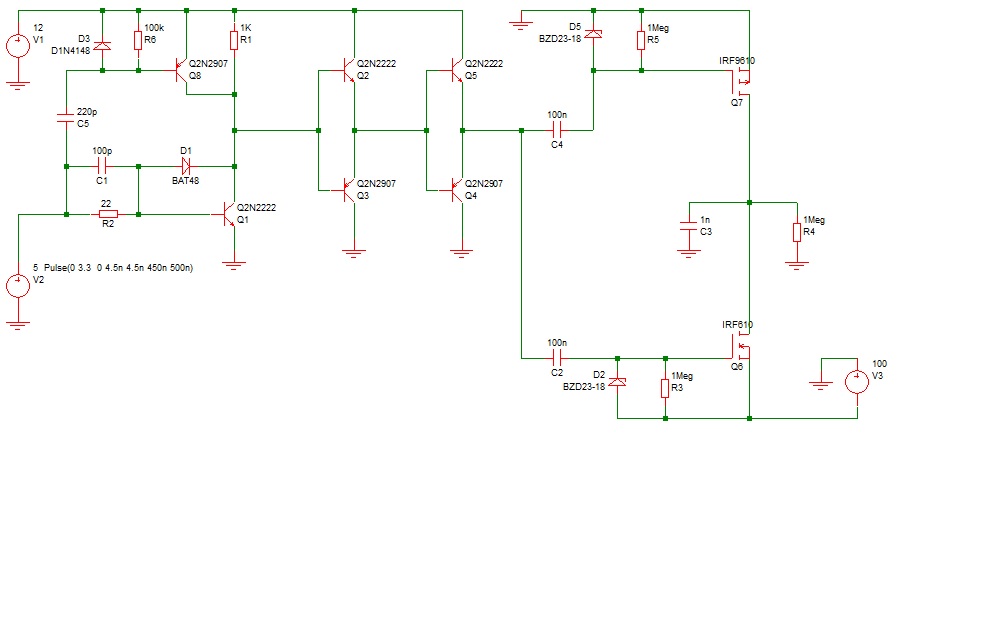 12
V1
D3
D1N4148
100k
R6
Q2N2907
Q8
1K
R1
220p
C5
100p
C1
D1
BAT48
22
R2
Q2N2222
Q1
5 Pulse(0 3.3 0 4.5n 4.5n 450n 500n)
V2
Q2N2222
Q2
Q2N2907
Q3
Q2N2222
Q5
Q2N2907
Q4
D5
BZD23-18
1Meg
R5
100n
C4
IRF9610
Q7
1n
C3
1Meg
R4
100n
C2
D2
BZD23-18
1Meg
R3
IRF610
Q6
100
V3